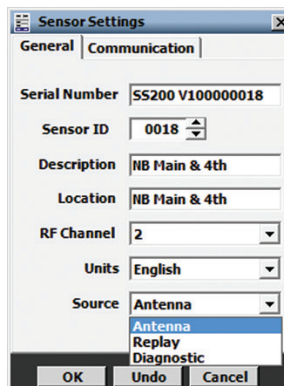 Sensor Settings
General Communication
Serial Number SS200 V100000018
Sensor ID 0018
Description NB Main & 4th
Location NB Main & 4th
RF Channel 2
Units English
Source Antenna
Antenna
Replay
Diagnostic
OK Undo Cancel